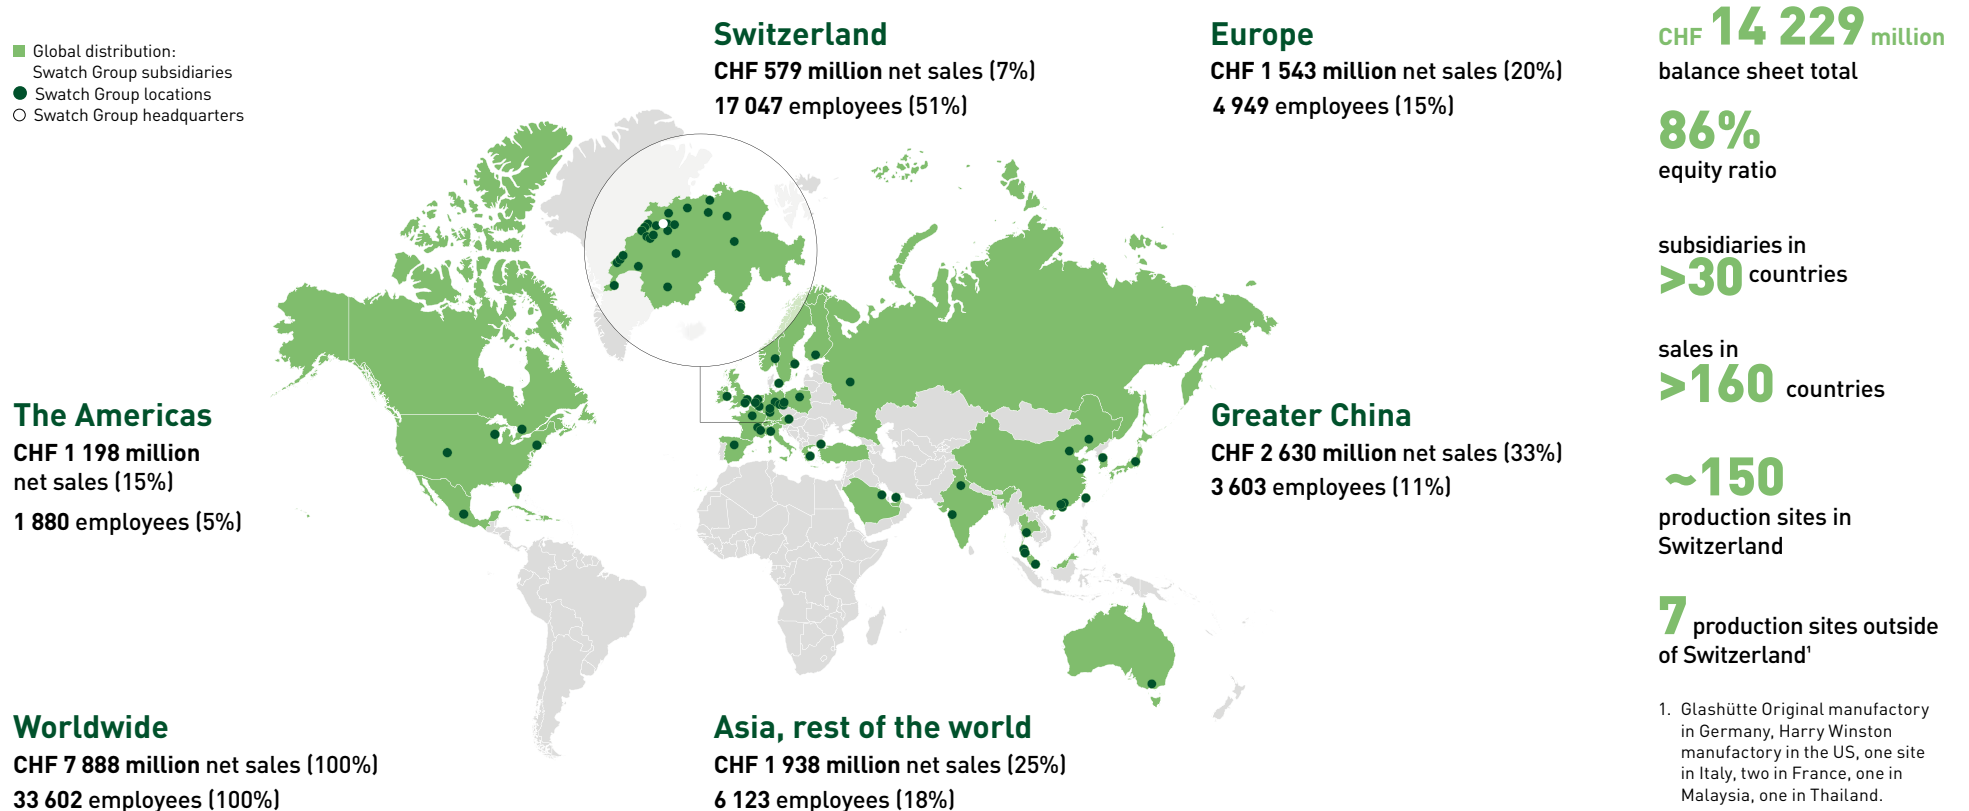 Global distribution:
Swatch Group subsidiaries
Swatch Group locations
Swatch Group headquarters
Switzerland
CHF 579 million net sales (7%)
17 047 employees (51%)
Europe
CHF 1 543 million net sales (20%)
4 949 employees (15%)
The Americas
CHF 1 198 million
net sales (15%)
1 880 employees (5%)
Greater China
CHF 2 630 million net sales (33%)
3 603 employees (11%)
Worldwide
CHF 7 888 million net sales (100%)
33 602 employees (100%)
Asia, rest of the world
CHF 1 938 million net sales (25%)
6 123 employees (18%)
CHF 14 229 million
balance sheet total
86%
equity ratio
subsidiaries in
>30 countries
sales in
>160 countries
~150
production sites in
Switzerland
7 production sites outside
of Switzerland¹
1. Glashütte Original manufactory
in Germany, Harry Winston
manufactory in the US, one site
in Italy, two in France, one in
Malaysia, one in Thailand.